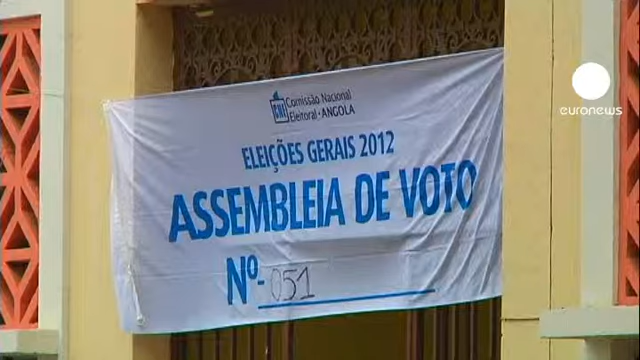 Comissão Nacional
Eleitoral • ANGOLA
CNE
ELEIÇÕES GERAIS 2012
ASSEMBLEIA DE VOTO
Nº- 051
euronews